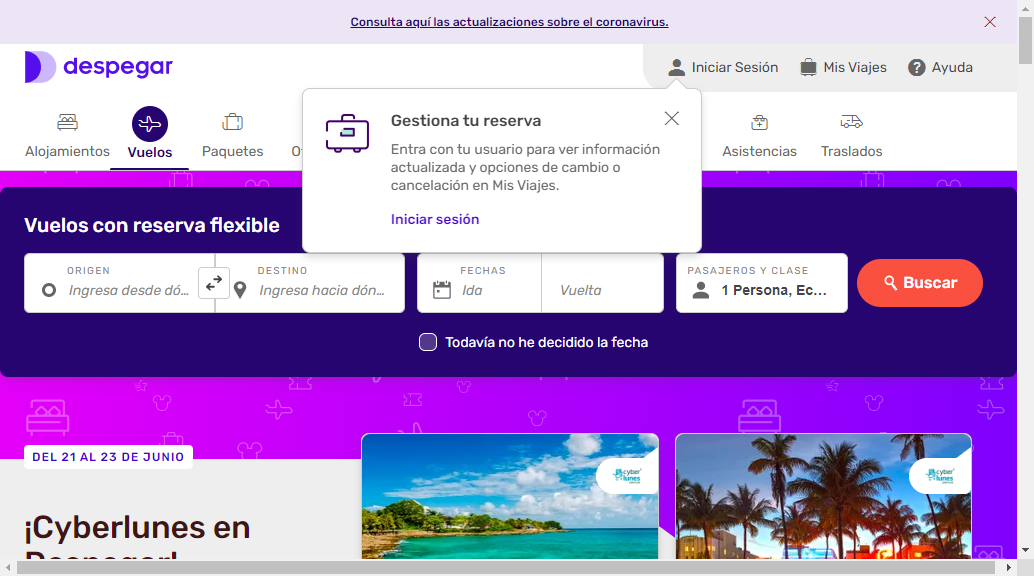 Consulta aquí las actualizaciones sobre el coronavirus.
despegar
Iniciar Sesión
Mis Viajes
Ayuda
Alojamientos
Vuelos
Paquetes
Asistencias
Traslados
Gestiona tu reserva
Entra con tu usuario para ver información
actualizada y opciones de cambio o
cancelación en Mis Viajes.
Iniciar sesión
Vuelos con reserva flexible
ORIGEN
Ingresa desde dó...
DESTINO
Ingresa hacia dón...
FECHAS
Ida
Vuelta
PASAJEROS Y CLASE
1 Persona, Ec...
Buscar
Todavía no he decidido la fecha
DEL 21 AL 23 DE JUNIO
cyber
lunes
cyber
lunes
¡Cyberlunes en
Despegar!